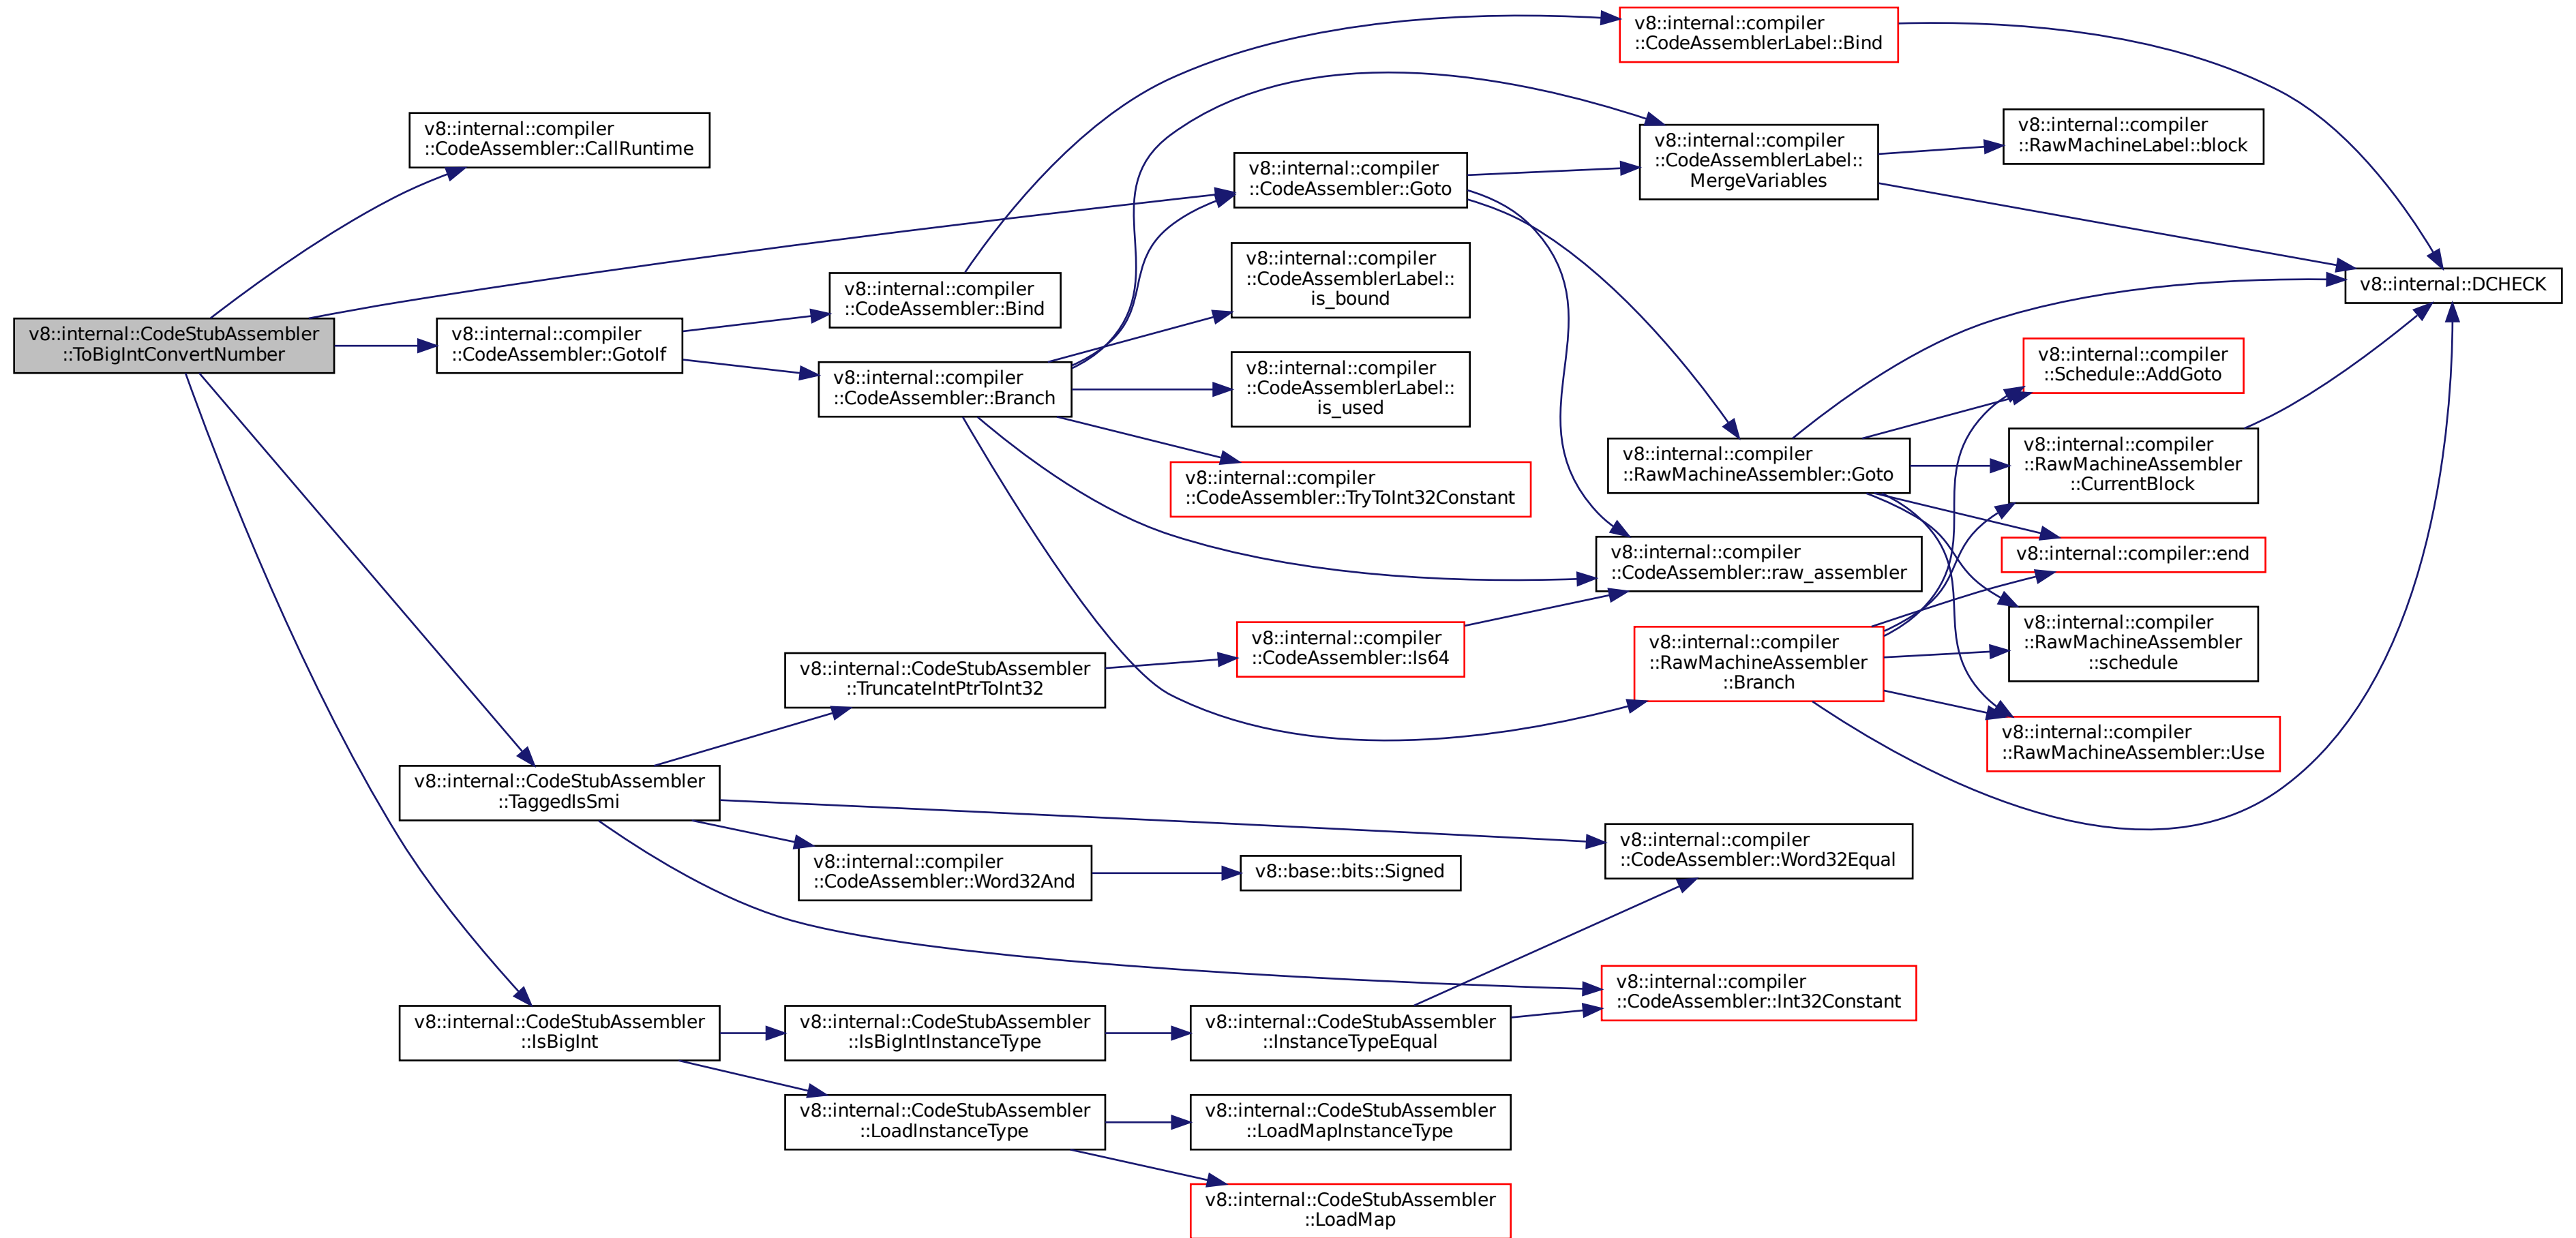 v8::internal::CodeStubAssembler
::ToBigIntConvertNumber
v8::internal::compiler
::CodeAssembler::CallRuntime
v8::internal::compiler
::CodeAssembler::GotoIf
v8::internal::CodeStubAssembler
::TaggedIsSmi
v8::internal::CodeStubAssembler
::IsBigInt
v8::internal::compiler
::CodeAssembler::Bind
v8::internal::compiler
::CodeAssembler::Branch
v8::internal::CodeStubAssembler
::TruncateIntPtrToInt32
v8::internal::compiler
::CodeAssembler::Word32And
v8::internal::CodeStubAssembler
::IsBigIntInstanceType
v8::internal::CodeStubAssembler
::LoadInstanceType
v8::internal::compiler
::CodeAssembler::Goto
v8::internal::compiler
::CodeAssemblerLabel::
is_bound
v8::internal::compiler
::CodeAssemblerLabel::
is_used
v8::internal::compiler
::CodeAssembler::TryToInt32Constant
v8::internal::compiler
::CodeAssembler::Is64
v8::base::bits::Signed
v8::internal::CodeStubAssembler
::InstanceTypeEqual
v8::internal::CodeStubAssembler
::LoadMapInstanceType
v8::internal::CodeStubAssembler
::LoadMap
v8::internal::compiler
::CodeAssemblerLabel::Bind
v8::internal::compiler
::CodeAssemblerLabel::
MergeVariables
v8::internal::compiler
::RawMachineAssembler::Goto
v8::internal::compiler
::CodeAssembler::raw_assembler
v8::internal::compiler
::RawMachineAssembler
::Branch
v8::internal::compiler
::CodeAssembler::Word32Equal
v8::internal::compiler
::CodeAssembler::Int32Constant
v8::internal::compiler
::RawMachineLabel::block
v8::internal::DCHECK
v8::internal::compiler
::Schedule::AddGoto
v8::internal::compiler
::RawMachineAssembler
::CurrentBlock
v8::internal::compiler::end
v8::internal::compiler
::RawMachineAssembler
::schedule
v8::internal::compiler
::RawMachineAssembler::Use